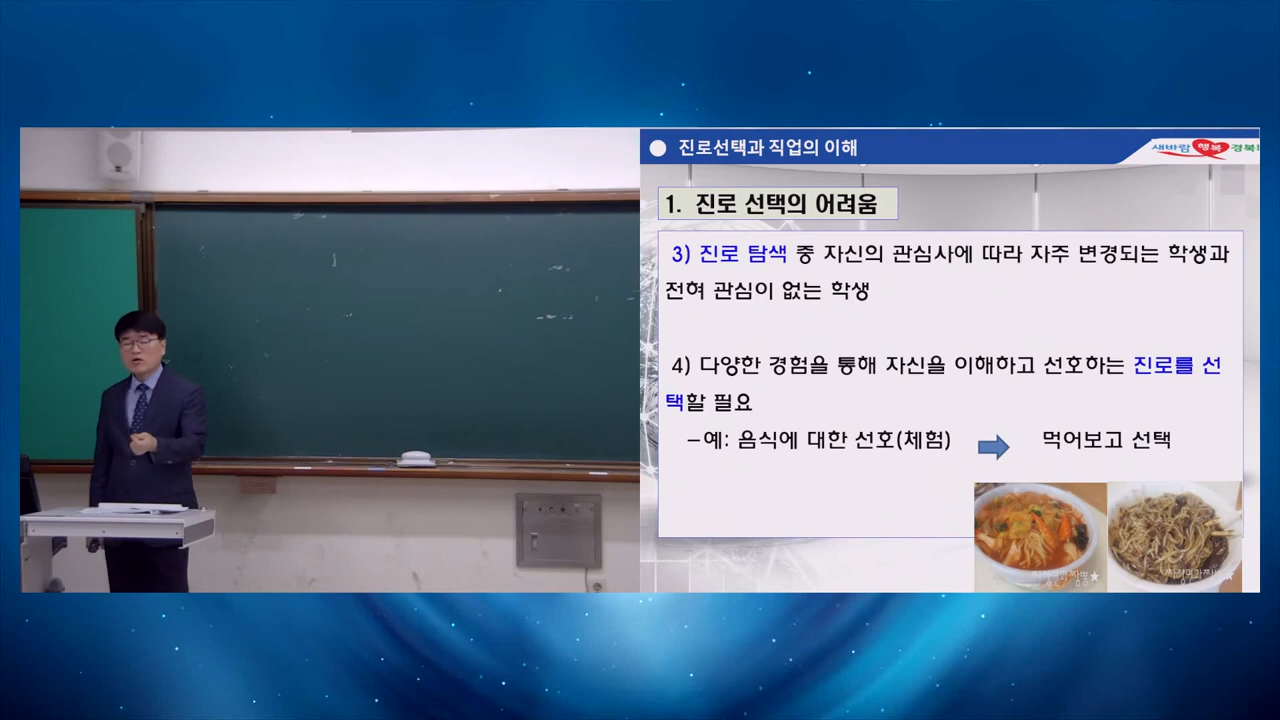 진로선택과 직업의 이해
새바람 행복 경북
1. 진로 선택의 어려움
3) 진로 탐색 중 자신의 관심사에 따라 자주 변경되는 학생과
전혀 관심이 없는 학생
4) 다양한 경험을 통해 자신을 이해하고 선호하는 진로를 선
택할 필요
-예: 음식에 대한 선호(체험)
먹어보고 선택